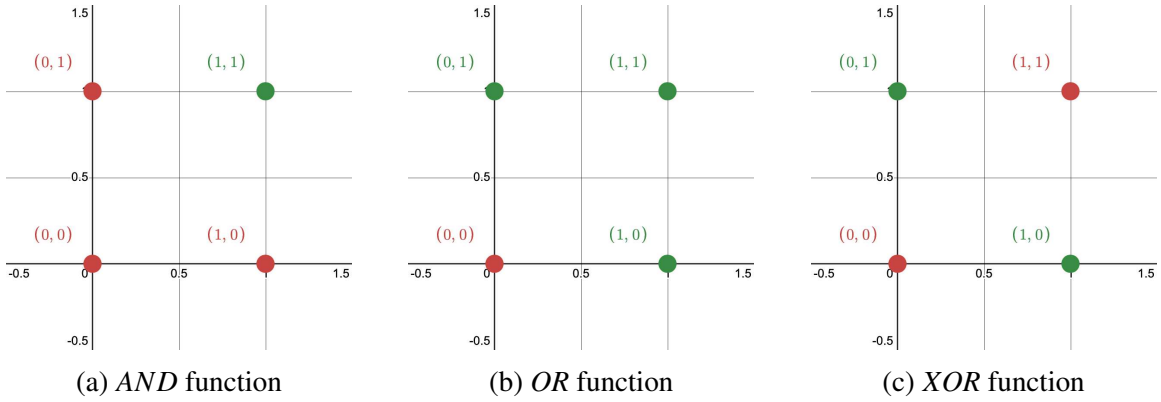 1.5 1.5 1.5
(0, 1) (1, 1) (0, 1) (1, 1) (0, 1) (1, 1)
0.5 0.5 0.5
(0, 0) (1, 0) (0, 0) (1, 0) (0, 0) (1, 0)
-0.5 0 0.5 1.5 -0.5 0 0.5 1.5 -0.5 0 0.5 1.5
-0.5 -0.5 -0.5
(a) AND function (b) OR function (c) XOR function